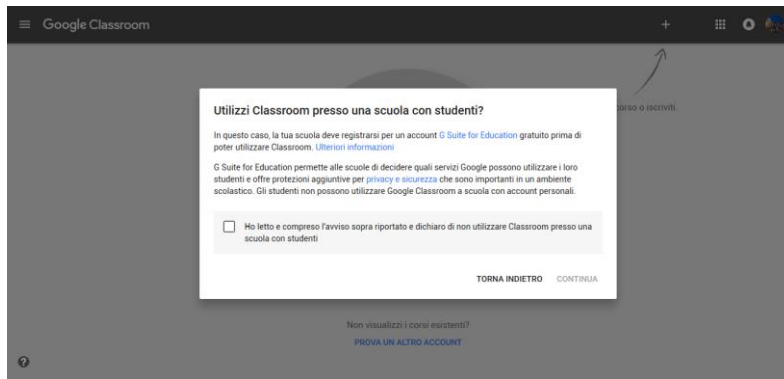 Google Classroom
corso o iscriviti.
Utilizzi Classroom presso una scuola con studenti?
In questo caso, la tua scuola deve registrarsi per un account G Suite for Education gratuito prima di
poter utilizzare Classroom. Ulteriori informazioni
G Suite for Education permette alle scuole di decidere quali servizi Google possono utilizzare i loro
studenti e offre protezioni aggiuntive per privacy e sicurezza che sono importanti in un ambiente
scolastico. Gli studenti non possono utilizzare Google Classroom a scuola con account personali.
Ho letto e compreso l'avviso sopra riportato e dichiaro di non utilizzare Classroom presso una
scuola con studenti
TORNA INDIETRO CONTINUA
Non visualizzi i corsi esistenti?
PROVA UN ALTRO ACCOUNT